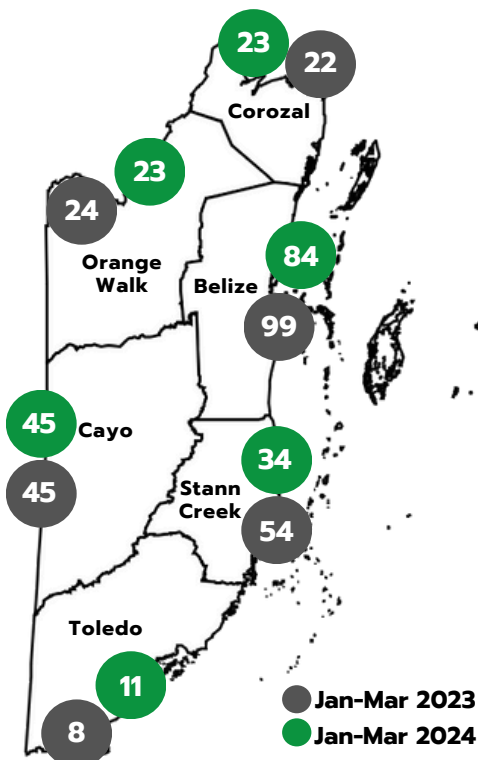 23
22
Corozal
23
24
Orange
Walk
84
Belize
99
45
Cayo
45
34
Stann
Creek
54
Toledo
11
8
Jan-Mar 2023
Jan-Mar 2024